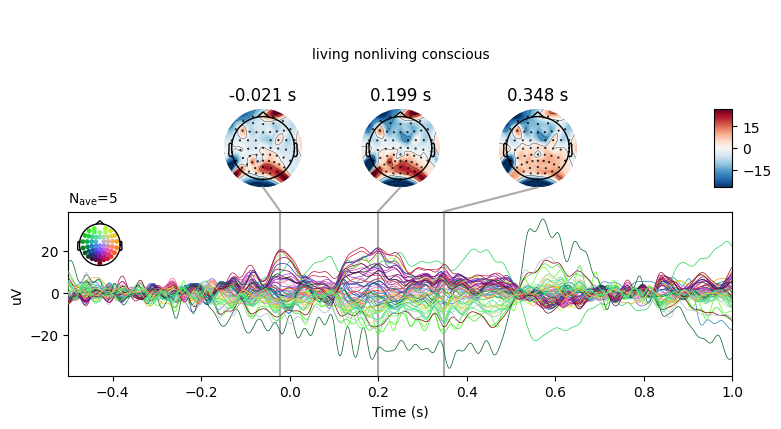 living nonliving conscious
-0.021 s 0.199 s 0.348 s
15
0
−15
Nave=5
20
0
−20
uV
−0.4 −0.2 0.0 0.2 0.4 0.6 0.8 1.0
Time (s)